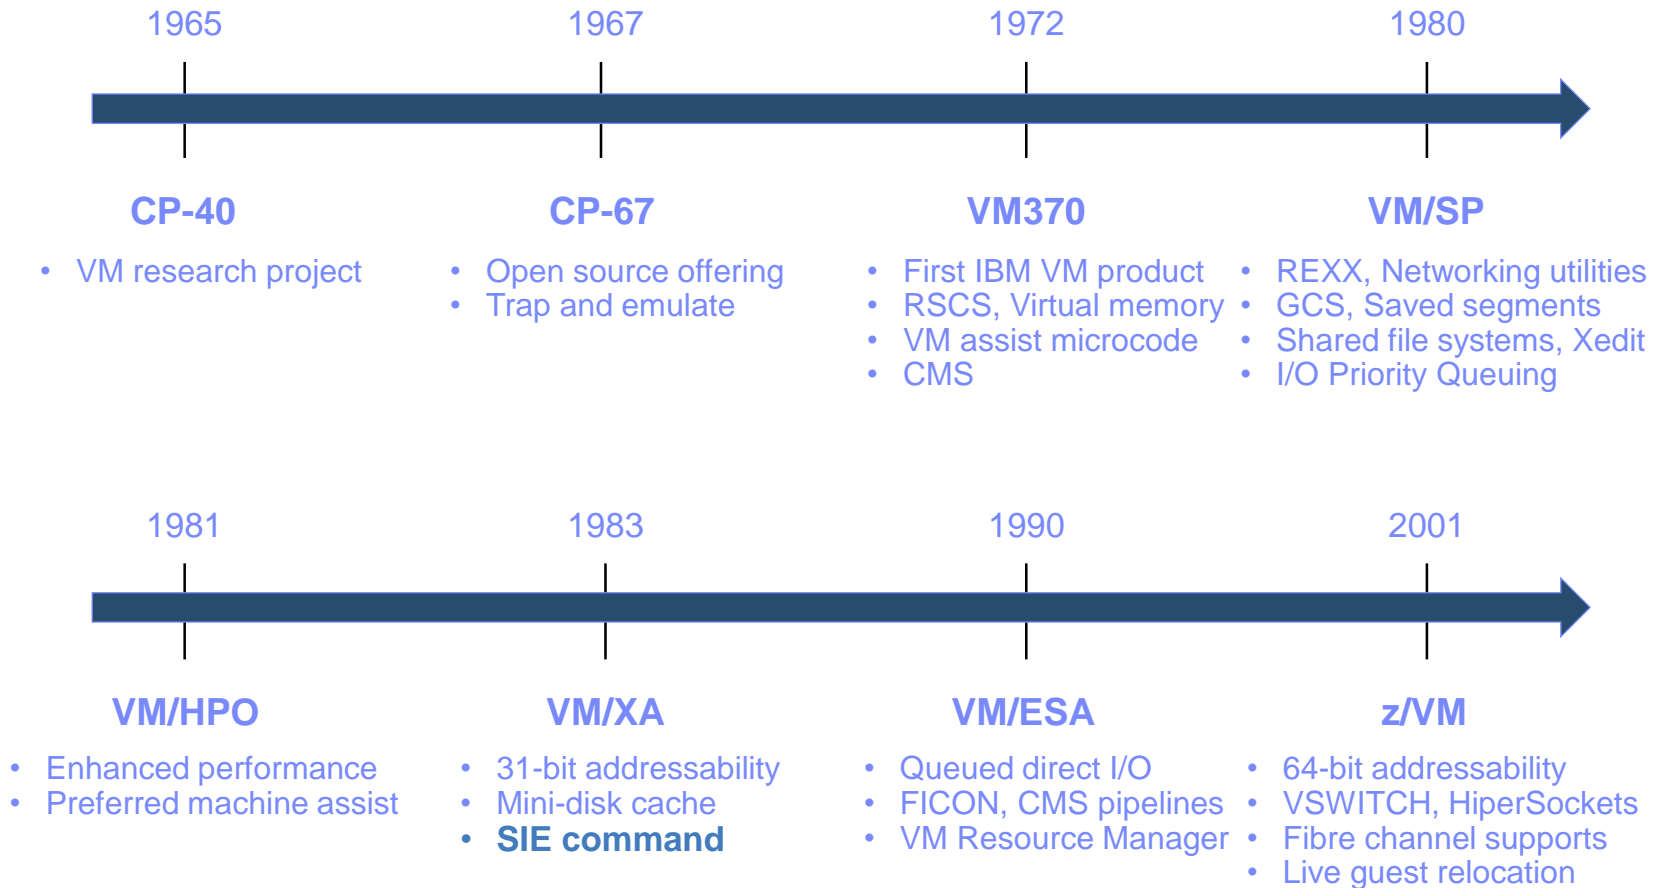 1965
1967
1972
1980
CP-40
CP-67
VM370
VM/SP
• VM research project
• Open source offering
• Trap and emulate
• First IBM VM product
• RSCS, Virtual memory
• VM assist microcode
• CMS
• REXX, Networking utilities
• GCS, Saved segments
• Shared file systems, Xedit
• I/O Priority Queuing
1981
1983
1990
2001
VM/HPO
VM/XA
VM/ESA
z/VM
• Enhanced performance
• Preferred machine assist
• 31-bit addressability
• Mini-disk cache
• SIE command
• Queued direct I/O
• FICON, CMS pipelines
• VM Resource Manager
• 64-bit addressability
• VSWITCH, HiperSockets
• Fibre channel supports
• Live guest relocation